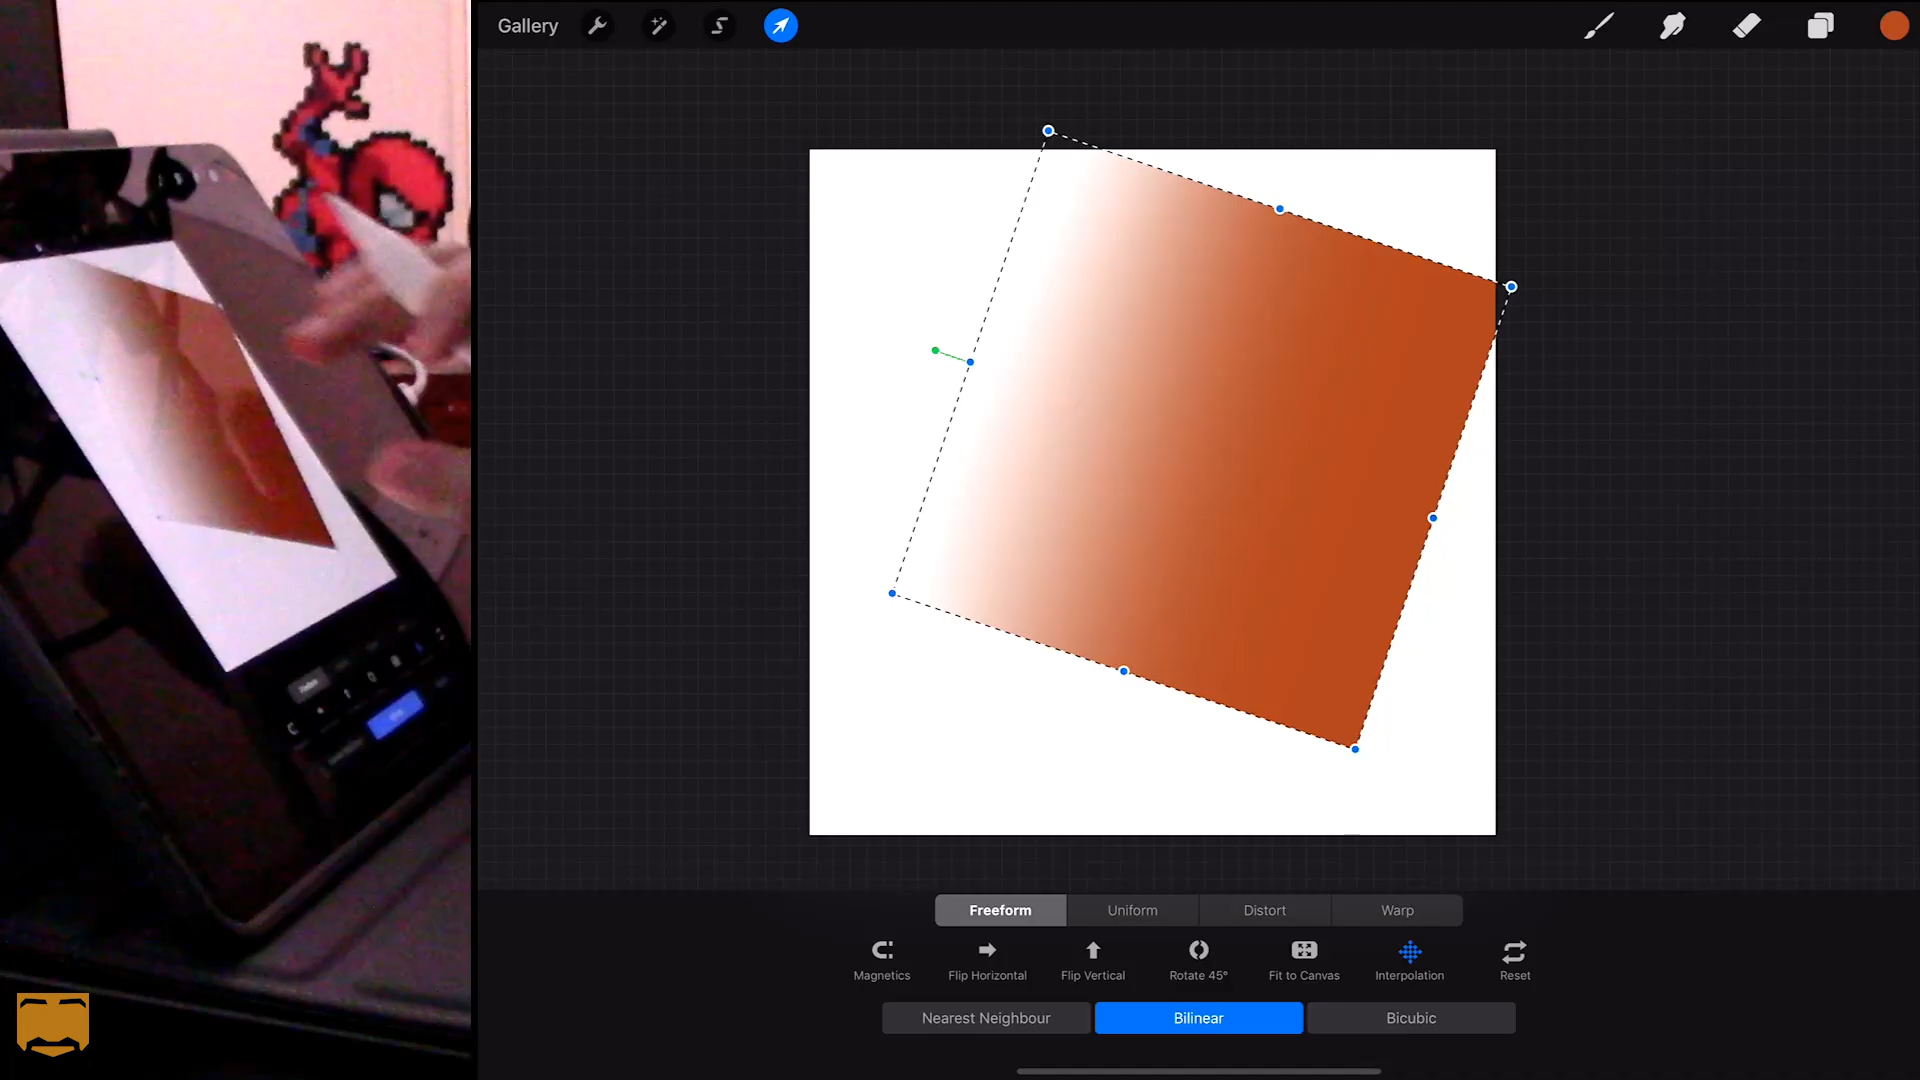 Gallery
Freeform Uniform Distort Warp
Magnetics Flip Horizontal Flip Vertical Rotate 45° Fit to Canvas Interpolation Reset
Nearest Neighbour Bilinear Bicubic